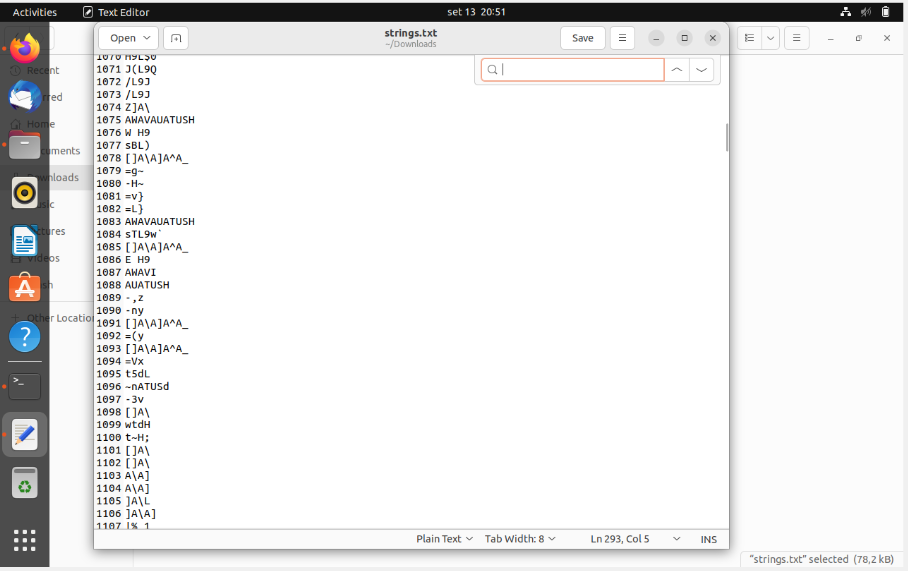 Activities
Text Editor
set 13 20:51
Open
strings.txt
~/Downloads
Save
Recent
rred
Home
cuments
wnloads
sic
tures
Videos
sh
Other Location
1070 H9L$0
1071 J(L9Q
1072 /L9J
1073 /L9J
1074 Z]A\
1075 AWAVAUATUSH
1076 W H9
1077 sBL)
1078 []A\A]A^A_
1079 =g~
1080 -H~
1081 =v}
1082 =L}
1083 AWAVAUATUSH
1084 sTL9w`
1085 []A\A]A^A_
1086 E H9
1087 AWAVI
1088 AUATUSH
1089 -,z
1090 -ny
1091 []A\A]A^A_
1092 =(y
1093 []A\A]A^A_
1094 =Vx
1095 t5dL
1096 ~nATUSd
1097 -3v
1098 []A\
1099 wtdH
1100 t~H;
1101 []A\
1102 []A\
1103 A\A]
1104 A\A]
1105 ]A\L
1106 ]A\A]
1107 |% 1
Plain Text
Tab Width: 8
Ln 293, Col 5
INS
"strings.txt" selected (78,2 kB)